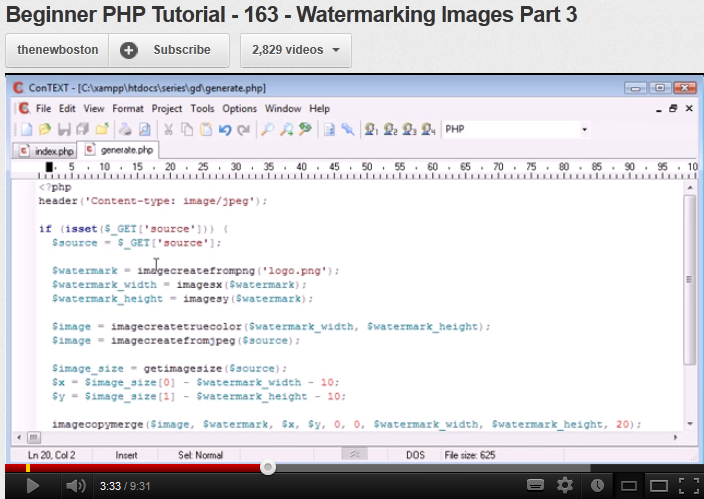 Beginner PHP Tutorial - 163 - Watermarking Images Part 3
thenewboston Subscribe 2,829 videos
ConTEXT - [C:\xampp\htdocs\series\gd\generate.php]
File Edit View Format Project Tools Options Window Help
PHP
index.php generate.php
5 10 15 20 25 30 35 40 45 50 55 60 65 70 75 80 85 90 95 10
<?php
header('Content-type: image/jpeg');
if (isset($_GET['source'])) {
$source = $_GET['source'];
$watermark = imagecreatefrompng('logo.png');
$watermark_width = imagesx($watermark);
$watermark_height = imagesy($watermark);
$image = imagecreatetruecolor($watermark_width, $watermark_height);
$image = imagecreatefromjpeg($source);
$image_size = getimagesize($source);
$x = $image_size[0] - $watermark_width - 10;
$y = $image_size[1] - $watermark_height - 10;
imagecopymerge($image, $watermark, $x, $y, 0, 0, $watermark_width, $watermark_height, 20);
Ln 20, Col 2 Insert Sel: Normal DOS File size: 625
3:33 / 9:31